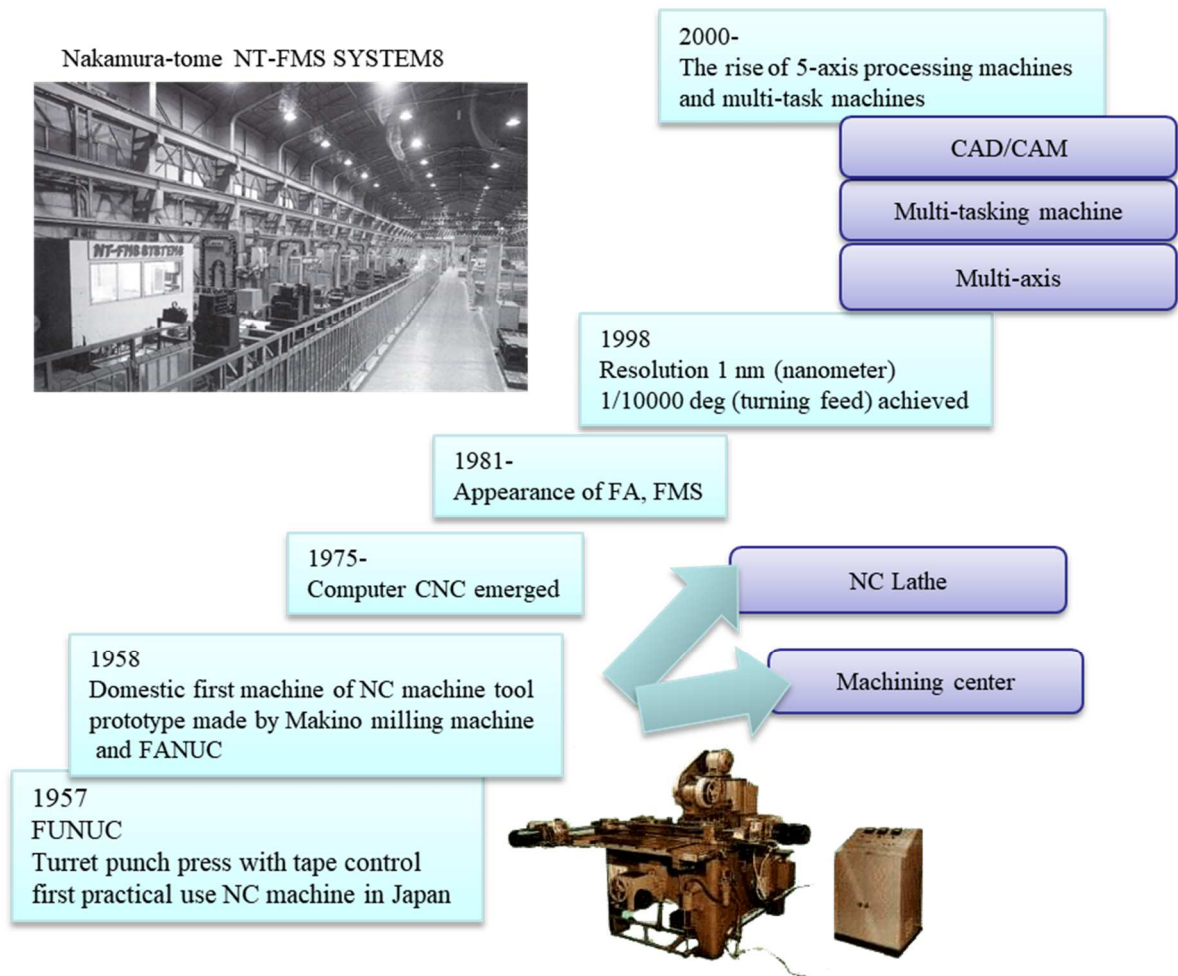 Nakamura-tome NT-FMS SYSTEM8
NT-FMS SYSTEM8
2000-
The rise of 5-axis processing machines
and multi-task machines
CAD/CAM
Multi-tasking machine
Multi-axis
1998
Resolution 1 nm (nanometer)
1/10000 deg (turning feed) achieved
1981-
Appearance of FA, FMS
1975-
Computer CNC emerged
NC Lathe
Machining center
1958
Domestic first machine of NC machine tool
prototype made by Makino milling machine
and FANUC
1957
FUNUC
Turret punch press with tape control
first practical use NC machine in Japan